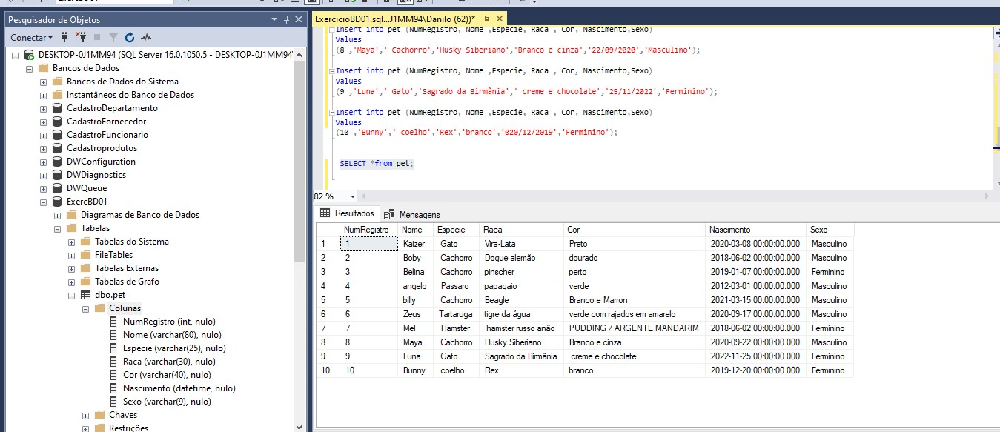 Pesquisador de Objetos
Conectar
DESKTOP-0J1MM94 (SQL Server 16.0.1050.5 - DESKTOP-0J1MM94\
Bancos de Dados
Bancos de Dados do Sistema
Instantâneos do Banco de Dados
CadastroDepartamento
CadastroFornecedor
CadastroFuncionario
Cadastroprodutos
DWConfiguration
DWDiagnostics
DWQueue
ExercBD01
Diagramas de Banco de Dados
Tabelas
Tabelas do Sistema
FileTables
Tabelas Externas
Tabelas de Grafo
dbo.pet
Colunas
NumRegistro (int, nulo)
Nome (varchar(80), nulo)
Especie (varchar(25), nulo)
Raca (varchar(30), nulo)
Cor (varchar(40), nulo)
Nascimento (datetime, nulo)
Sexo (varchar(9), nulo)
Chaves
Restrições
ExercicioBD01.sql...J1MM94\Danilo (62))*
Insert into pet (NumRegistro, Nome ,Especie, Raca , Cor, Nascimento,Sexo)
Values
(8 ,'Maya',' Cachorro','Husky Siberiano','Branco e cinza','22/09/2020','Masculino');
Insert into pet (NumRegistro, Nome ,Especie, Raca , Cor, Nascimento,Sexo)
Values
(9 ,'Luna',' Gato','Sagrado da Birmânia',' creme e chocolate','25/11/2022','Ferminino');
Insert into pet (NumRegistro, Nome ,Especie, Raca , Cor, Nascimento,Sexo)
Values
(10 ,'Bunny',' coelho','Rex','branco','020/12/2019','Ferminino');
SELECT *from pet;
82 %
Resultados Mensagens
NumRegistro Nome Especie Raca Cor Nascimento Sexo
1 1 Kaizer Gato Vira-Lata Preto 2020-03-08 00:00:00.000 Masculino
2 2 Boby Cachorro Dogue alemão dourado 2018-06-02 00:00:00.000 Masculino
3 3 Belina Cachorro pinscher perto 2019-01-07 00:00:00.000 Feminino
4 4 angelo Passaro papagaio verde 2012-03-01 00:00:00.000 Masculino
5 5 billy Cachorro Beagle Branco e Marron 2021-03-15 00:00:00.000 Masculino
6 6 Zeus Tartaruga tigre da água verde com rajados em amarelo 2020-09-17 00:00:00.000 Masculino
7 7 Mel Hamster hamster russo anão PUDDING / ARGENTE MANDARIM 2018-06-02 00:00:00.000 Ferminino
8 8 Maya Cachorro Husky Siberiano Branco e cinza 2020-09-22 00:00:00.000 Masculino
9 9 Luna Gato Sagrado da Birmânia creme e chocolate 2022-11-25 00:00:00.000 Ferminino
10 10 Bunny coelho Rex branco 2019-12-20 00:00:00.000 Ferminino